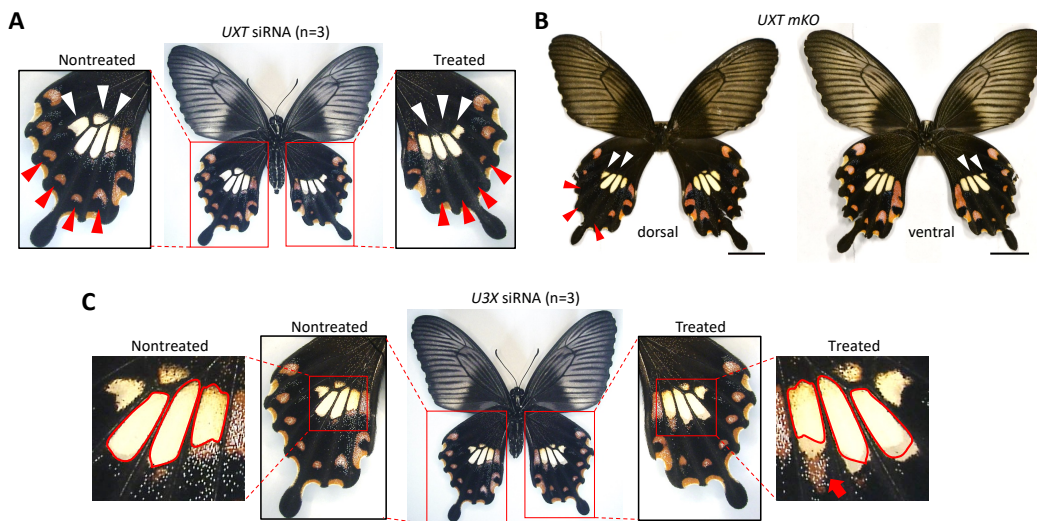 A
UXT siRNA (n=3)
Nontreated
Treated
B
UXT mKO
dorsal
ventral
C
U3X siRNA (n=3)
Nontreated
Nontreated
Treated
Treated